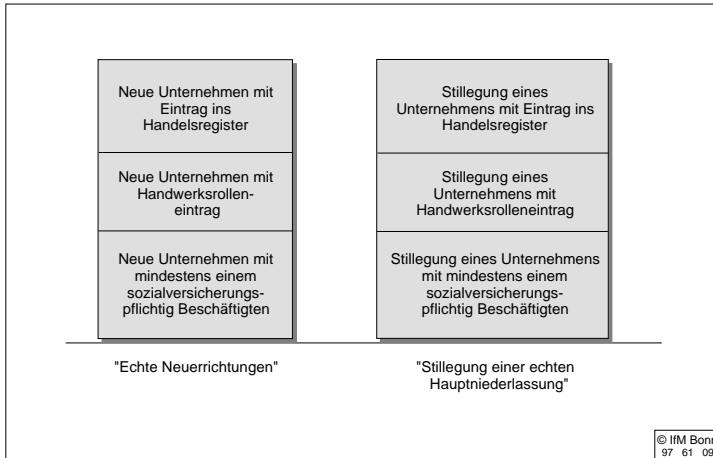 Neue Unternehmen mit
Eintrag ins
Handelsregister
Neue Unternehmen mit
Handwerksrollen-
eintrag
Neue Unternehmen mit
mindestens einem
sozialversicherungs-
pflichtig Beschäftigten
"Echte Neuerrichtungen"
Stillegung eines
Unternehmens mit Eintrag ins
Handelsregister
Stillegung eines
Unternehmens mit
Handwerksrolleneintrag
Stillegung eines Unternehmens
mit mindestens einem
sozialversicherungs-
pflichtig Beschäftigten
"Stillegung einer echten
Hauptniederlassung"
© IfM Bonn
97 61 09